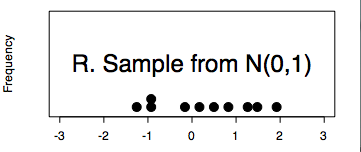 R. Sample from N(0,1)
Frequency
-3 -2 -1 0 1 2 3